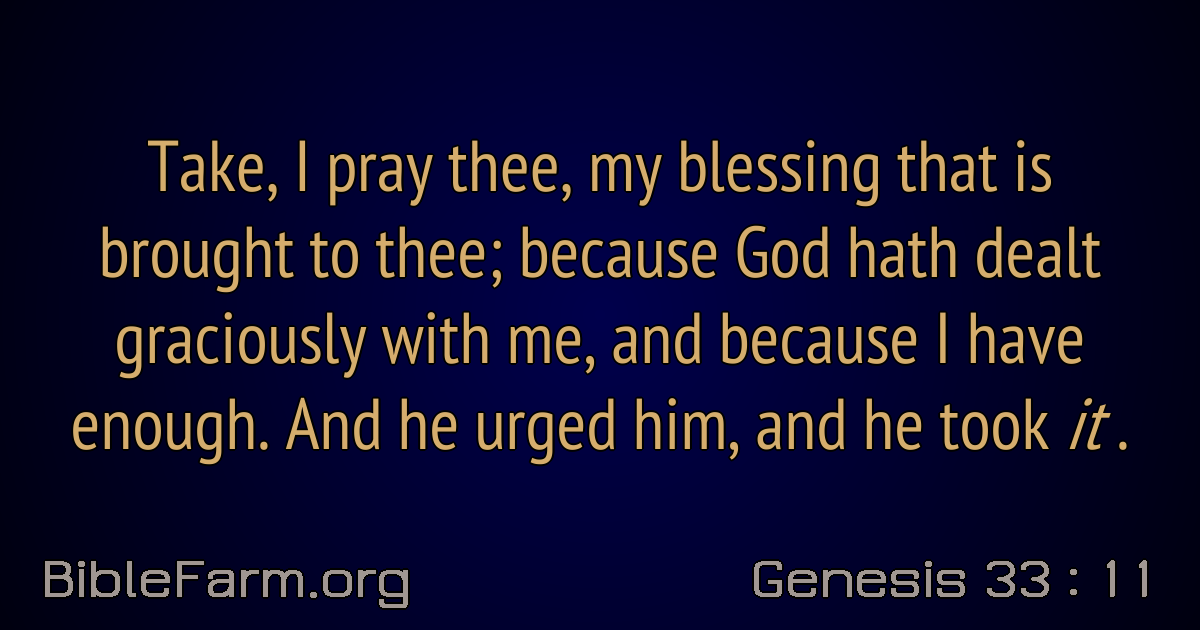 Take, I pray thee, my blessing that is
brought to thee; because God hath dealt
graciously with me, and because I have
enough. And he urged him, and he took it .
BibleFarm.org
Genesis 33 : 11